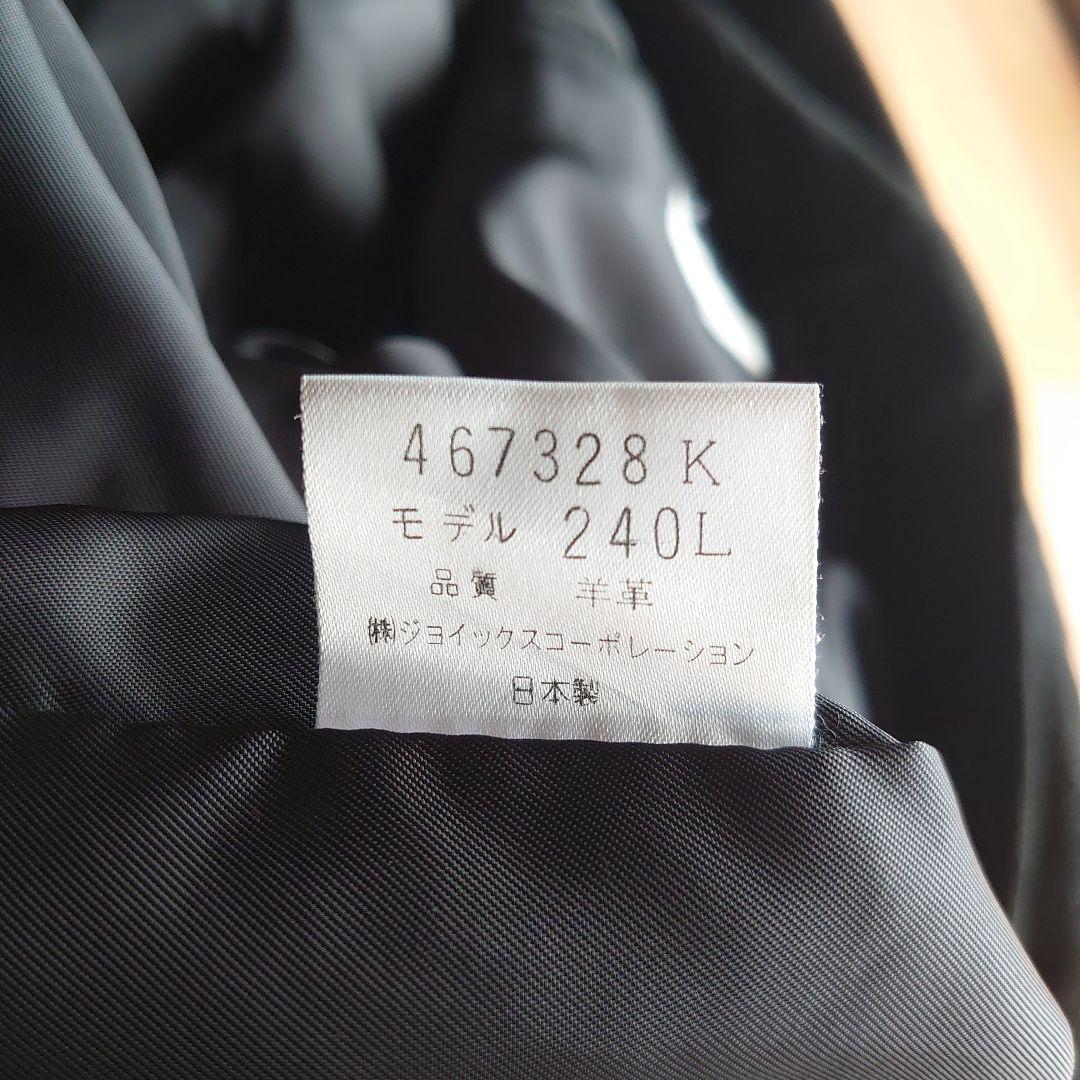 467328 K
モデル 240L
品質 羊革
㈱ジョイックスコーポレーション
日本製